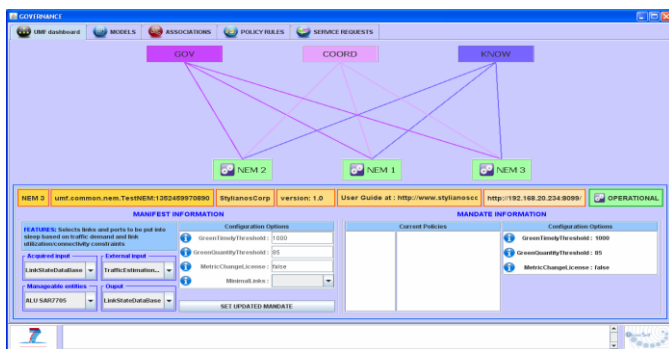 GOVERNANCE
UMF dashboard MODELS ASSOCIATIONS POLICY RULES SERVICE REQUESTS
GOV COORD KNOW
NEM 2 NEM 1 NEM 3
NEM 3 umf.common.nem.TestNEM:1352459970890 StylianosCorp version: 1.0 User Guide at : http://www.stylianoscc http://192.168.20.234:8099/ OPERATIONAL
MANIFEST INFORMATION MANDATE INFORMATION
FEATURES: Selects links and ports to be put into
sleep based on traffic demand and link
utilization/connectivity constraints
Acquired input External input
LinkStateDataBase TrafficEstimation...
Manageable entities Ouput
ALU SAR7705 LinkStateDataBase
Configuration Options
GreenTimelyThreshold : 1000
GreenQuantityThreshold : 85
MetricChangeLicense : false
MinimalLinks :
SET UPDATED MANDATE
Current Policies
Configuration Options
GreenTimelyThreshold : 1000
GreenQuantityThreshold : 85
MetricChangeLicense : false